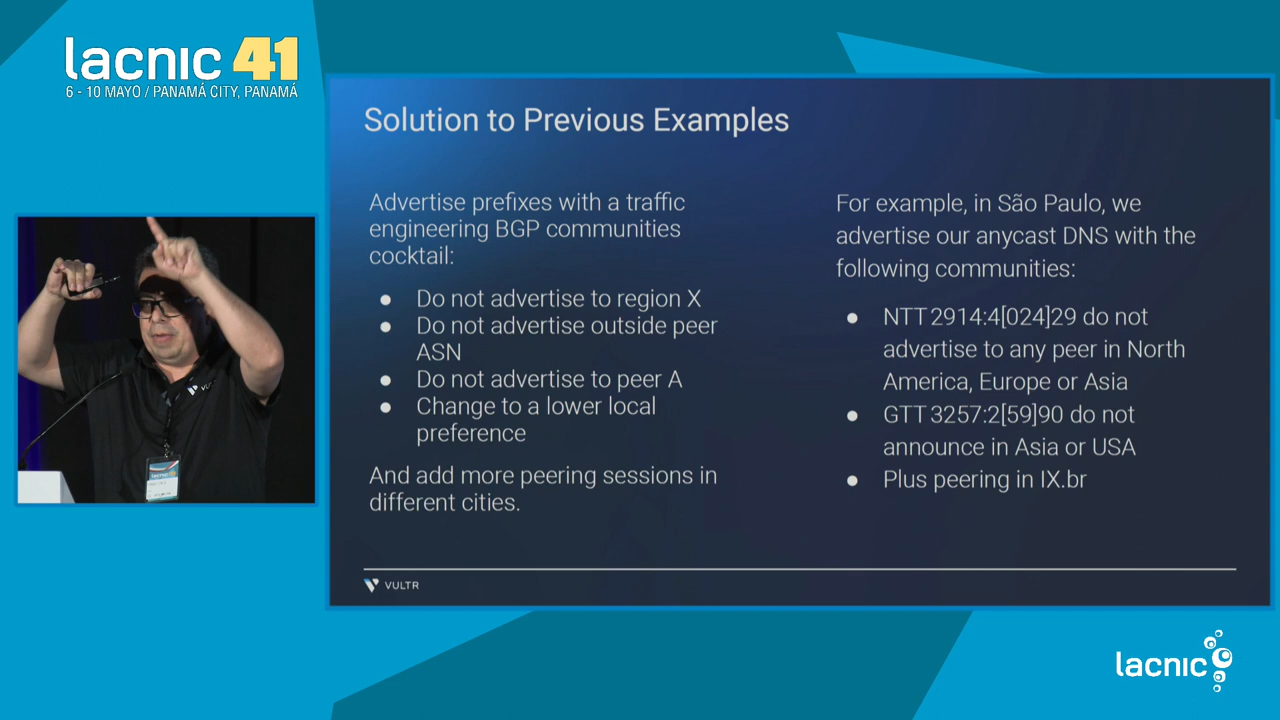 lacnic 41
6 - 10 MAYO / PANAMÁ CITY, PANAMÁ
Solution to Previous Examples
Advertise prefixes with a traffic
engineering BGP communities
cocktail:
● Do not advertise to region X
● Do not advertise outside peer
ASN
● Do not advertise to peer A
● Change to a lower local
preference
And add more peering sessions in
different cities.
For example, in São Paulo, we
advertise our anycast DNS with the
following communities:
● NTT 2914:4[024]29 do not
advertise to any peer in North
America, Europe or Asia
● GTT 3257:2[59]90 do not
announce in Asia or USA
● Plus peering in IX.br
VULTR
lacnic